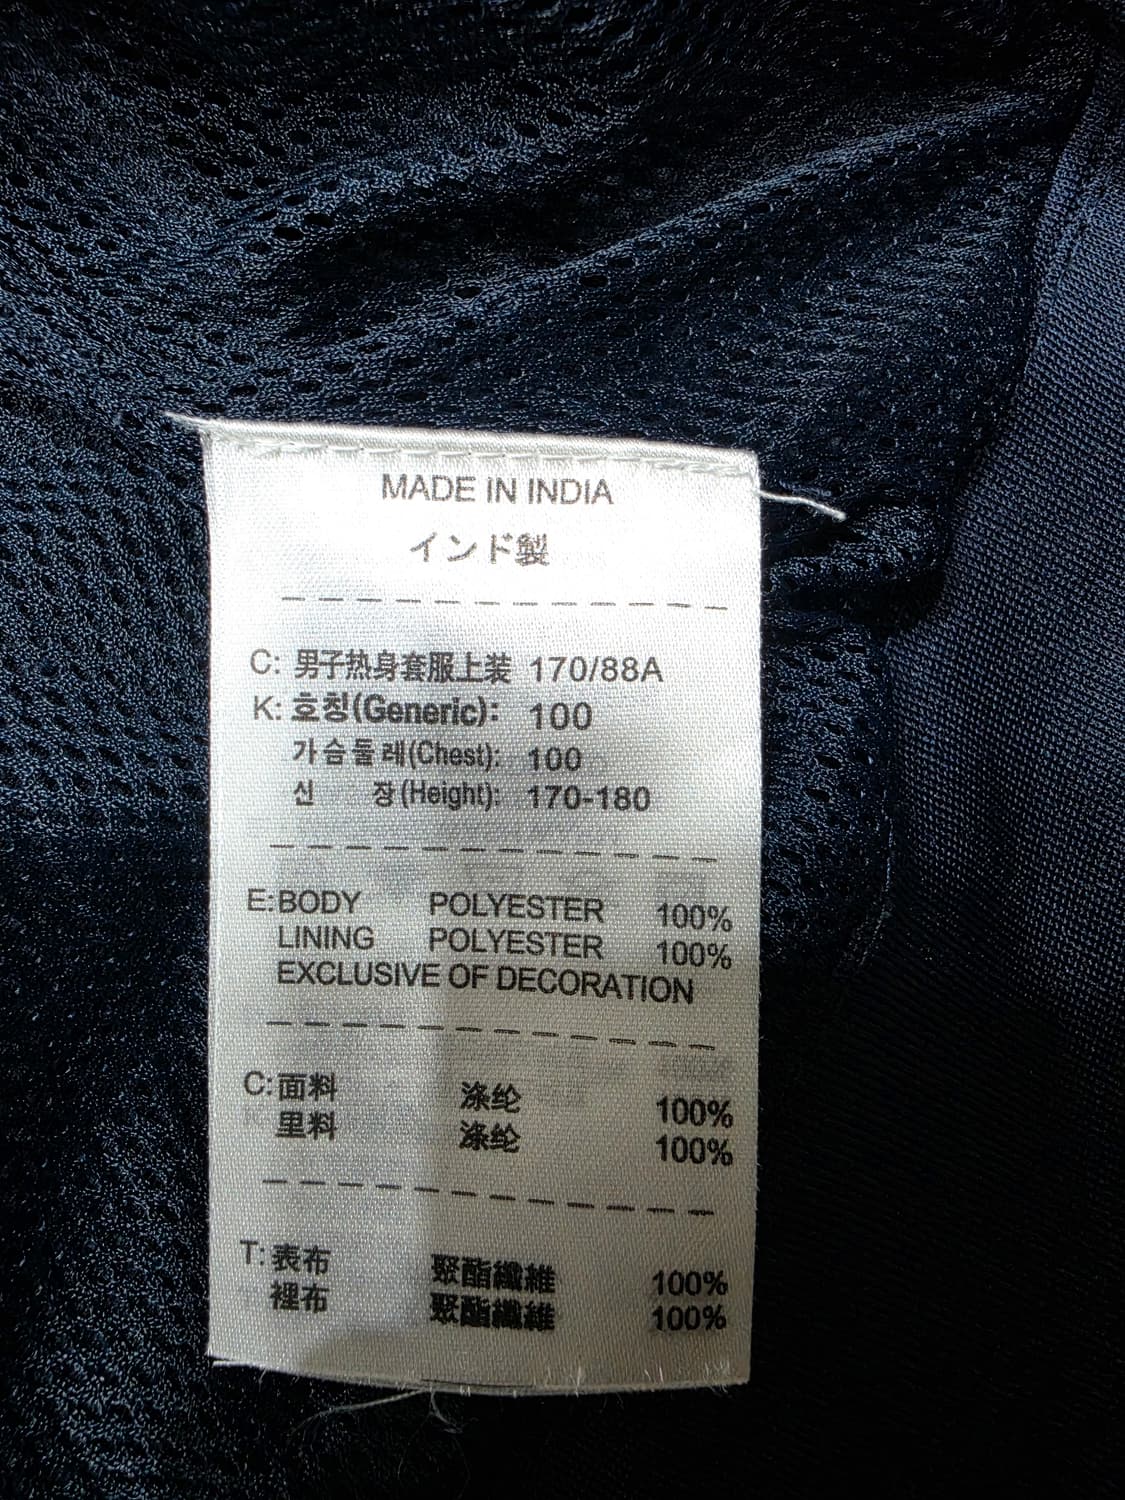 MADE IN INDIA
インド製
C: 男子热身套服上装 170/88A
K: 호칭(Generic): 100
가슴둘레(Chest): 100
신 장(Height): 170-180
E: BODY POLYESTER 100%
LINING POLYESTER 100%
EXCLUSIVE OF DECORATION
C: 面料 涤纶 100%
里料 涤纶 100%
T: 表布 聚酯纖維 100%
裡布 聚酯纖維 100%